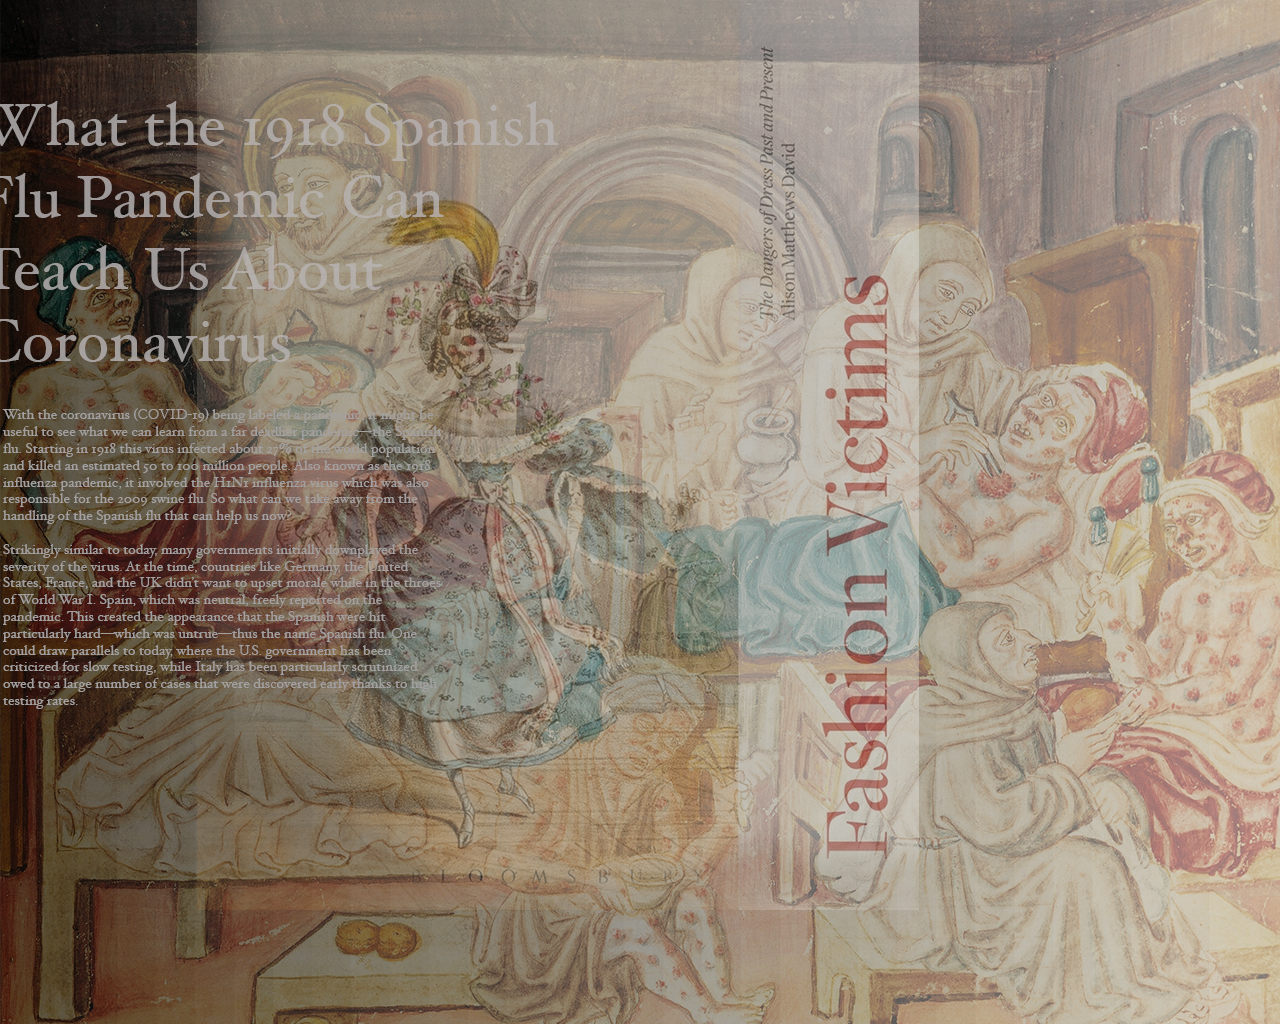 What the 1918 Spanish
Flu Pandemic Can
Teach Us About
Coronavirus
With the coronavirus (COVID-19) being labeled a pandemic, it might be
useful to see what we can learn from a far deadlier pandemic—the Spanish
flu. Starting in 1918 this virus infected about 27% of the world population
and killed an estimated 50 to 100 million people. Also known as the 1918
influenza pandemic, it involved the H1N1 influenza virus which was also
responsible for the 2009 swine flu. So what can we take away from the
handling of the Spanish flu that can help us now?
Strikingly similar to today, many governments initially downplayed the
severity of the virus. At the time, countries like Germany, the United
States, France, and the UK didn't want to upset morale while in the throes
of World War I. Spain, which was neutral, freely reported on the
pandemic. This created the appearance that the Spanish were hit
particularly hard—which was untrue—thus the name Spanish flu. One
could draw parallels to today, where the U.S. government has been
criticized for slow testing, while Italy has been particularly scrutinized
owed to a large number of cases that were discovered early thanks to high
testing rates.
The Dangers of Dress Past and Present
Alison Matthews David
Fashion Victims
BLOOMSBURY